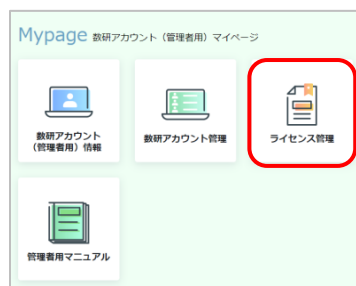 Mypage 数研アカウント（管理者用）マイページ
数研アカウント
（管理者用）情報
数研アカウント管理
ライセンス管理
管理者用マニュアル